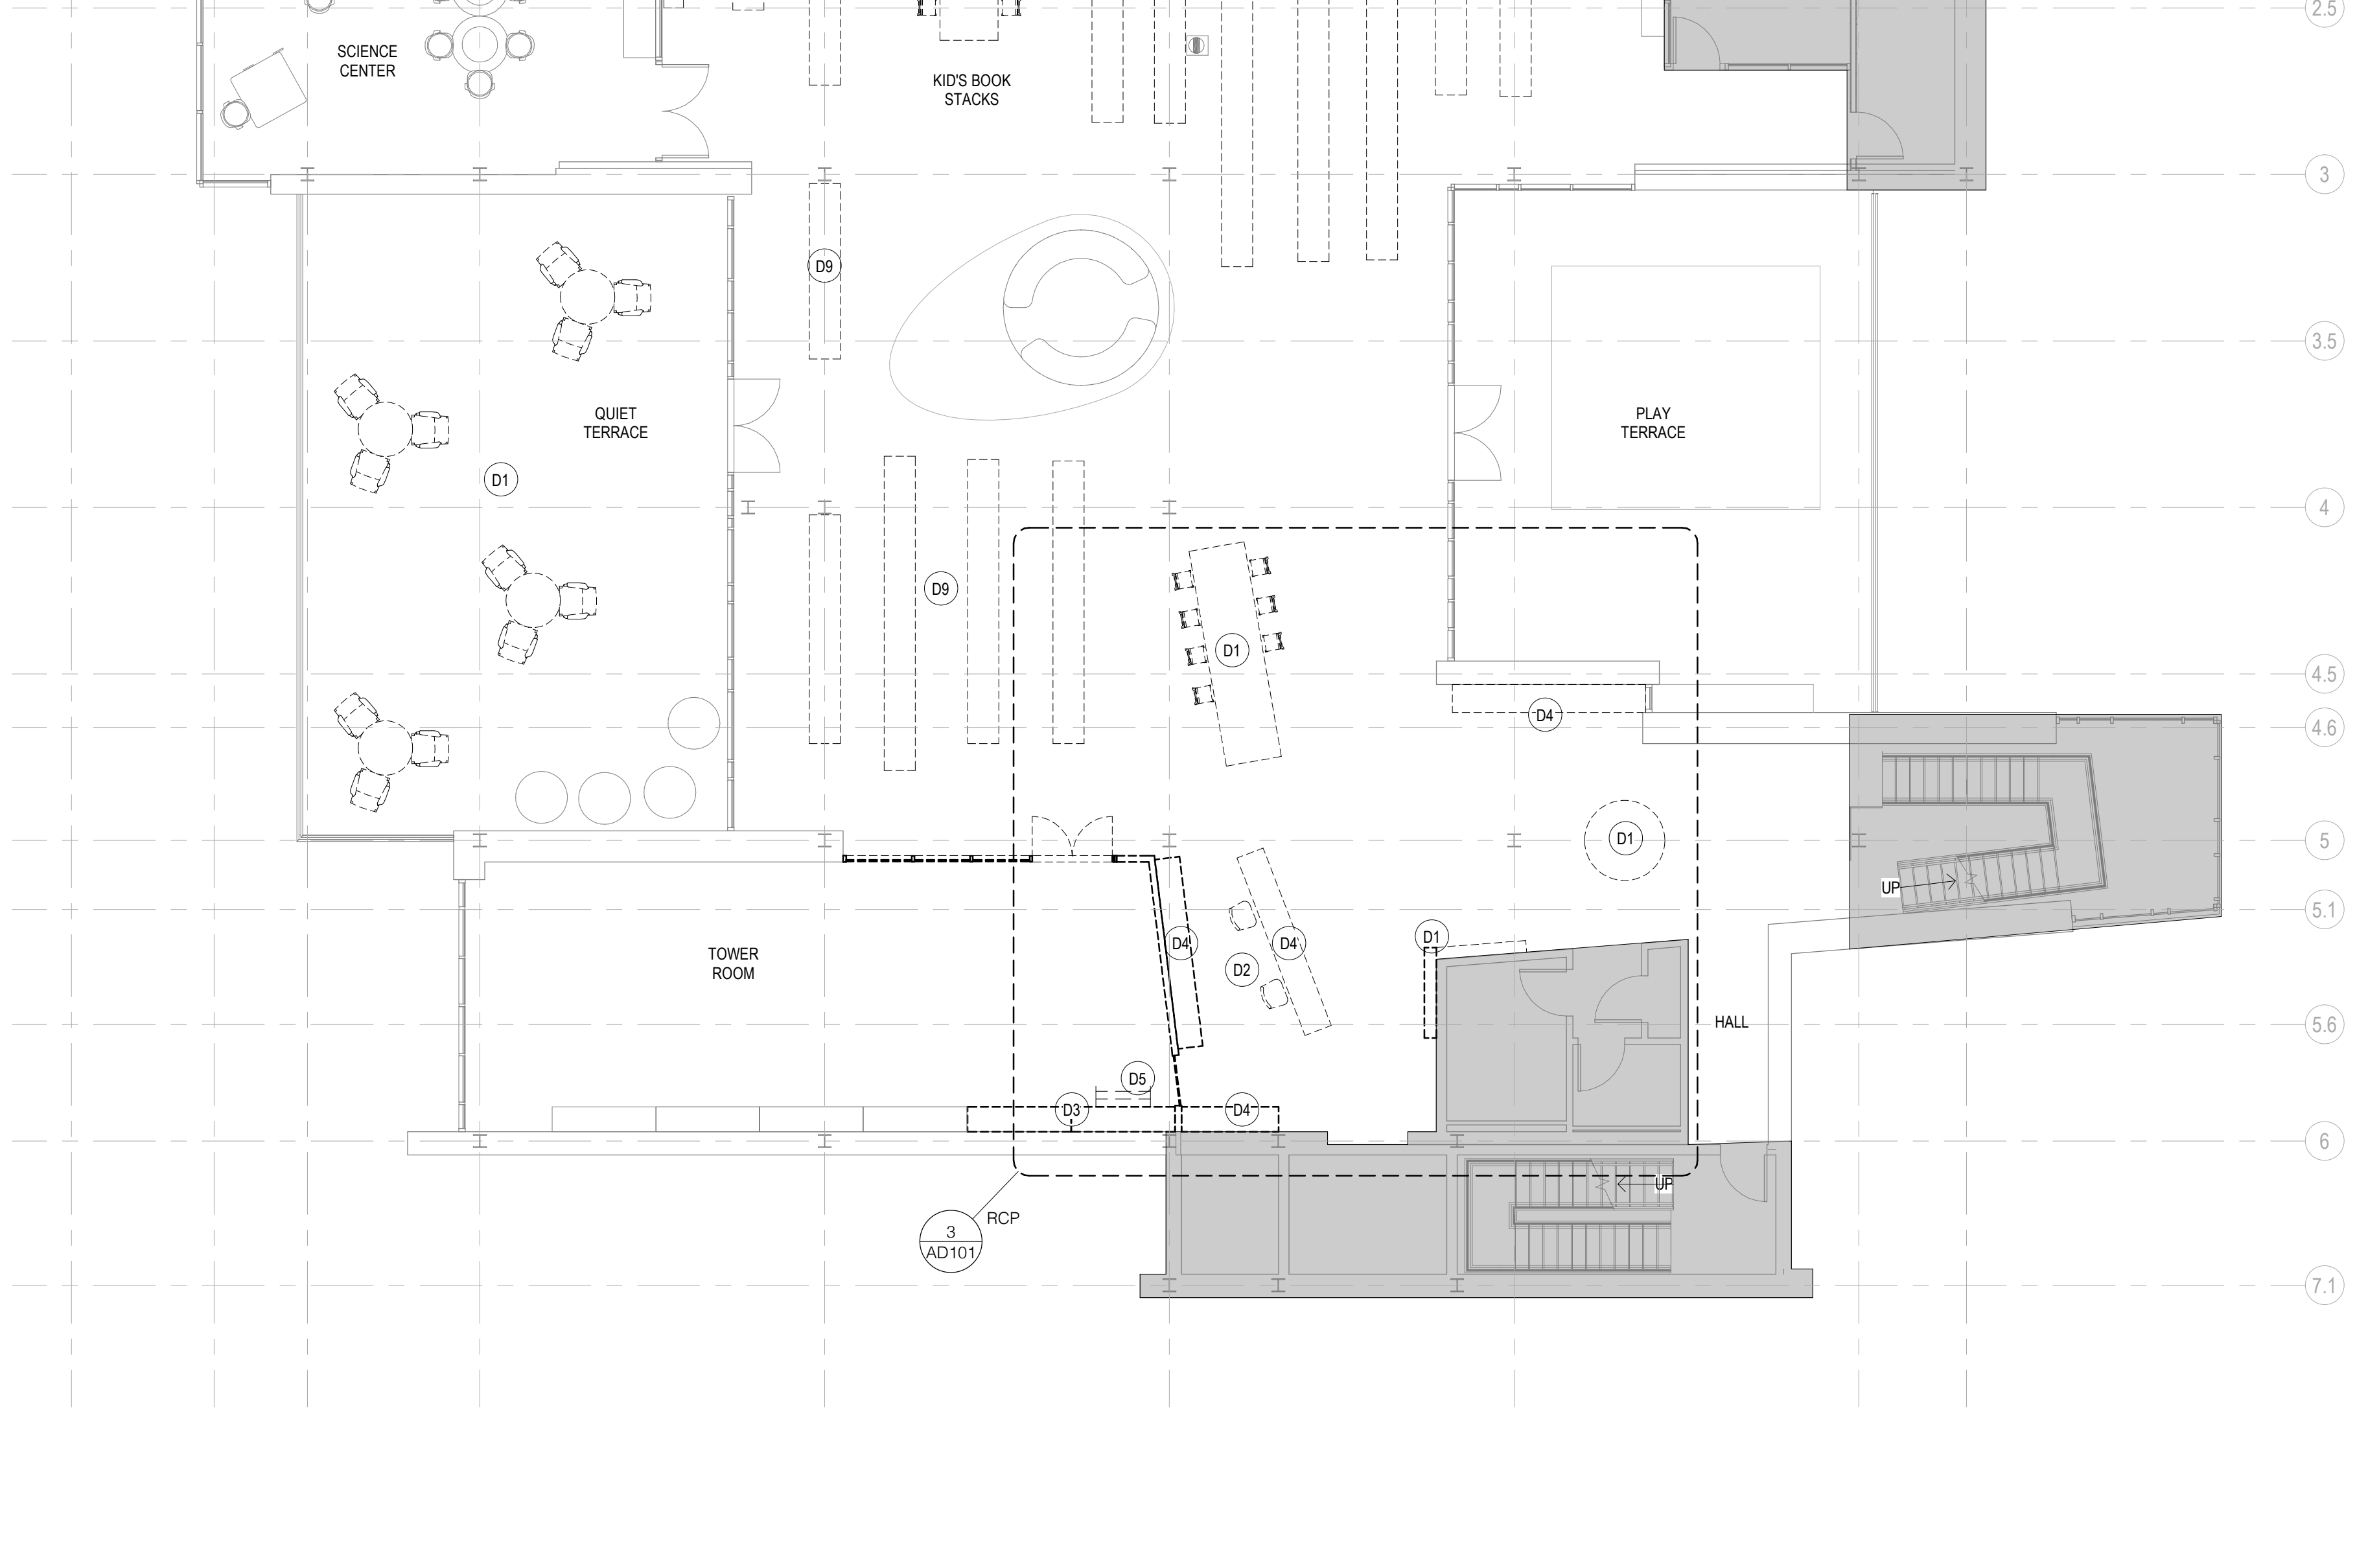 2.5
SCIENCE
CENTER
KID'S BOOK
STACKS
3
D9
3.5
QUIET
TERRACE
PLAY
TERRACE
D1
4
D9
D1
4.5
D4
4.6
D1
5
UP
5.1
TOWER
ROOM
D4
D4
D1
D2
HALL
5.6
D5
D3
D4
6
UP
3
RCP
AD101
7.1